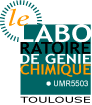 le
LABO
RATOIRE
DE GENIE
CHIMIQUE
UMR5503
TOULOUSE